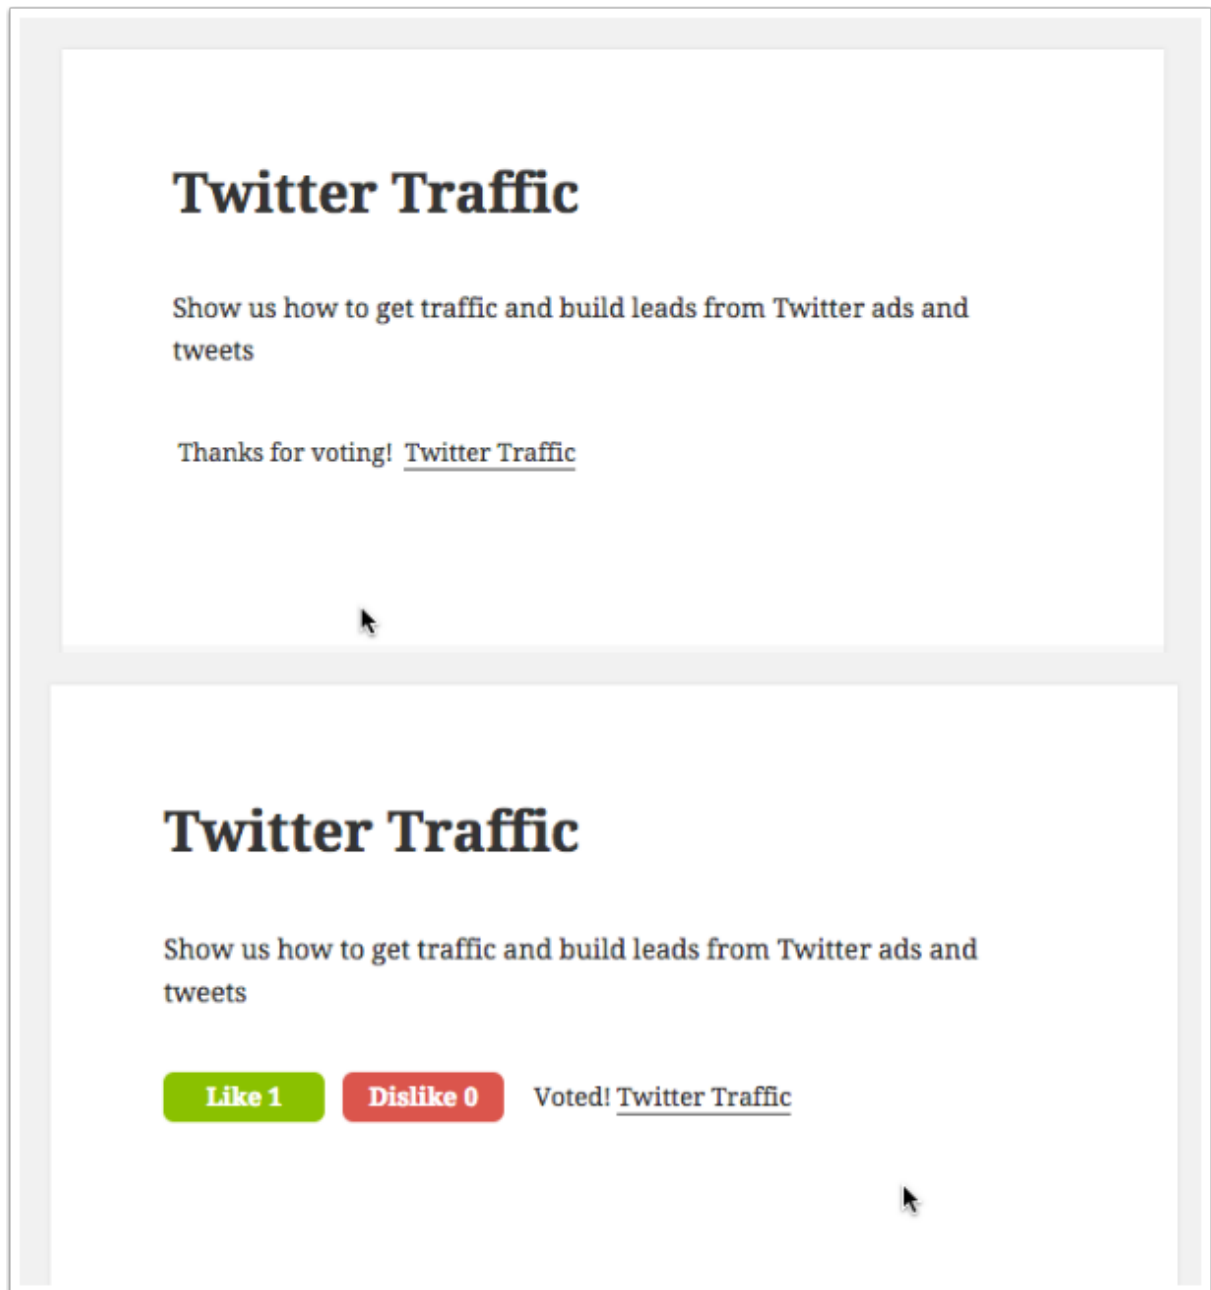 Twitter Traffic
Show us how to get traffic and build leads from Twitter ads and
tweets
Thanks for voting! Twitter Traffic
Twitter Traffic
Show us how to get traffic and build leads from Twitter ads and
tweets
Like 1 Dislike 0 Voted! Twitter Traffic